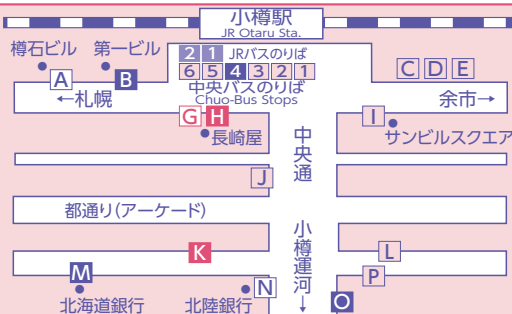 小樽駅
JR Otaru Sta.
樽石ビル 第一ビル
2 1 JRバスのりば
6 5 4 3 2 1
中央バスのりば
Chuo-Bus Stops
A B
C D E
←札幌
余市→
G H
I
長崎屋
サンビルスクエア
中央通
J
都通り(アーケード)
小樽運河→
K
L
M
N
P
O
北海道銀行 北陸銀行